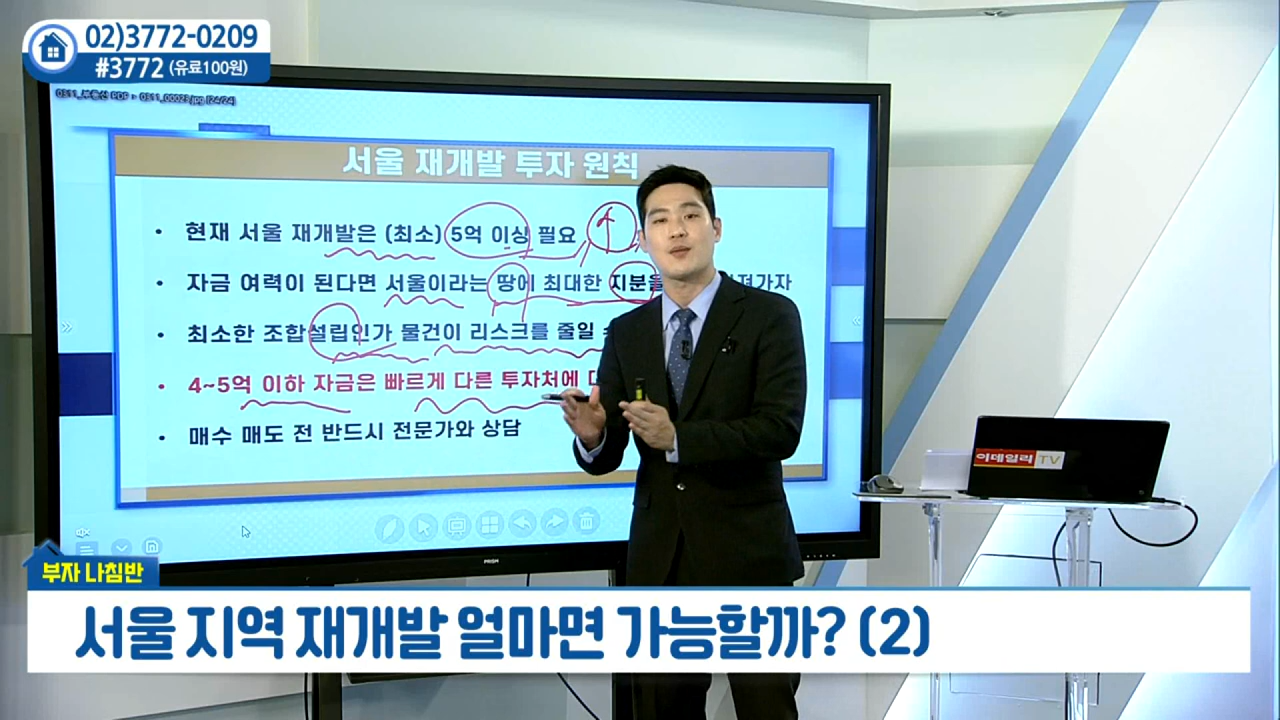 02)3772-0209
#3772 (유료100원)
서울 재개발 투자 원칙
• 현재 서울 재개발은 (최소) 5억 이상 필요
• 자금 여력이 된다면 서울이라는 땅에 최대한 지분을 가져가자
• 최소한 조합설립인가 물건이 리스크를 줄일
• 4~5억 이하 자금은 빠르게 다른 투자처에
• 매수 매도 전 반드시 전문가와 상담
PRISM
이데일리TV
부자 나침반
서울 지역 재개발 얼마면 가능할까? (2)